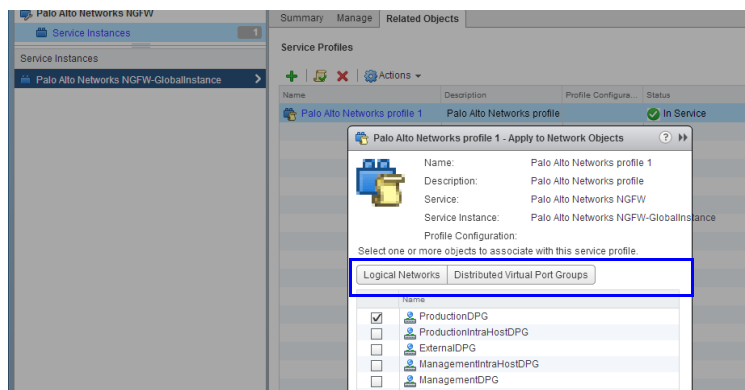 Palo Alto Networks NGFW
Service Instances 1
Service Instances
Palo Alto Networks NGFW-GlobalInstance
Summary Manage Related Objects
Service Profiles
Actions
Name Description Profile Configura... Status
Palo Alto Networks profile 1 Palo Alto Networks profile In Service
Palo Alto Networks profile 1 - Apply to Network Objects ?
Name: Palo Alto Networks profile 1
Description: Palo Alto Networks profile
Service: Palo Alto Networks NGFW
Service Instance: Palo Alto Networks NGFW-GlobalInstance
Profile Configuration:
Select one or more objects to associate with this service profile.
Logical Networks Distributed Virtual Port Groups
Name
ProductionDPG
ProductionIntraHostDPG
ExternalDPG
ManagementIntraHostDPG
ManagementDPG